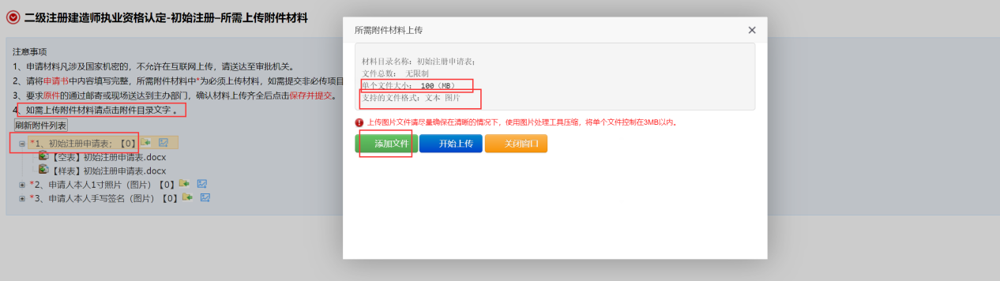 二级注册建造师执业资格认定-初始注册–所需上传附件材料
注意事项
1、申请材料凡涉及国家机密的，不允许在互联网上传，请送达至审批机关。
2、请将申请书中内容填写完整，所需附件材料中*为必须上传材料，如需提交非必传项目
3、要求原件的通过邮寄或现场送达到主办部门，确认材料上传齐全后点击保存并提交。
4、如需上传附件材料请点击附件目录文字 。
刷新附件列表
*1、初始注册申请表；【0】
【空表】初始注册申请表.docx
【样表】初始注册申请表.docx
*2、申请人本人1寸照片（图片）【0】
*3、申请人本人手写签名（图片）【0】
所需附件材料上传
材料目录名称：初始注册申请表；
文件总数： 无限制
单个文件大小： 100（MB）
支持的文件格式：文本 图片
上传图片文件请尽量确保在清晰的情况下，使用图片处理工具压缩，将单个文件控制在3MB以内。
添加文件 开始上传 关闭窗口